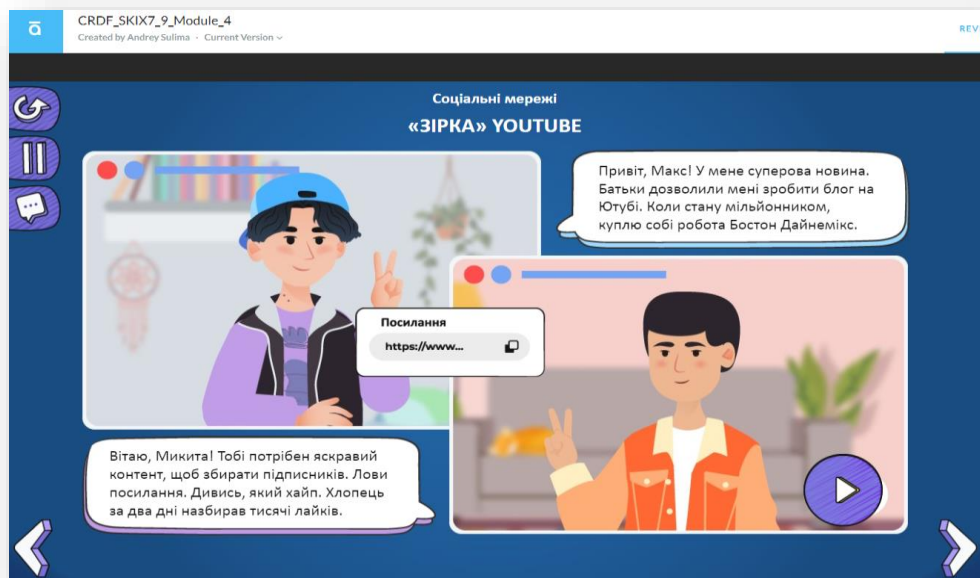 ā
CRDF_SKIX7_9_Module_4
Created by Andrey Sulima · Current Version
REV
Соціальні мережі
«ЗІРКА» YOUTUBE
Привіт, Макс! У мене суперова новина.
Батьки дозволили мені зробити блог на
Ютубі. Коли стану мільйонником,
куплю собі робота Бостон Дайнемікс.
Посилання
https://www...
Вітаю, Микита! Тобі потрібен яскравий
контент, щоб збирати підписників. Лови
посилання. Дивись, який хайп. Хлопець
за два дні назбирав тисячі лайків.